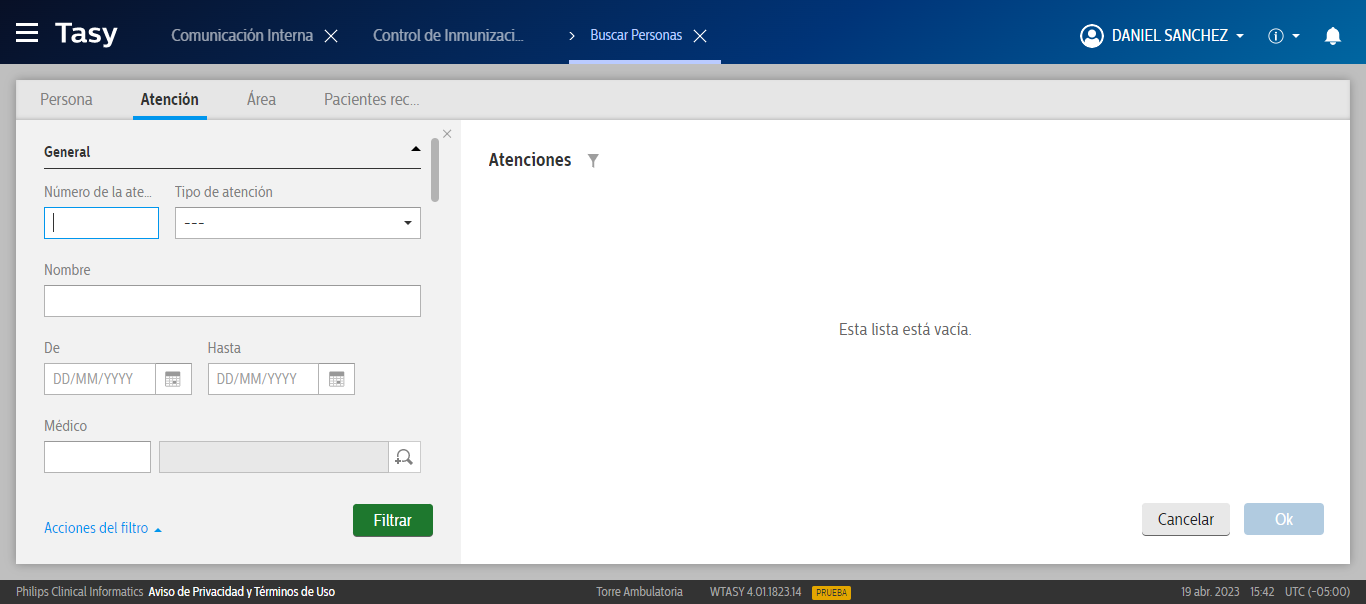 Tasy Comunicación Interna Control de Inmunizaci... Buscar Personas DANIEL SANCHEZ
Persona Atención Área Pacientes rec...
General
Número de la ate... Tipo de atención
---
Nombre
De Hasta
DD/MM/YYYY DD/MM/YYYY
Médico
Acciones del filtro Filtrar
Atenciones
Esta lista está vacía.
Cancelar Ok
Philips Clinical Informatics Aviso de Privacidad y Términos de Uso Torre Ambulatoria WTASY 4.01.1823.14 PRUEBA 19 abr. 2023 15:42 UTC (-05:00)